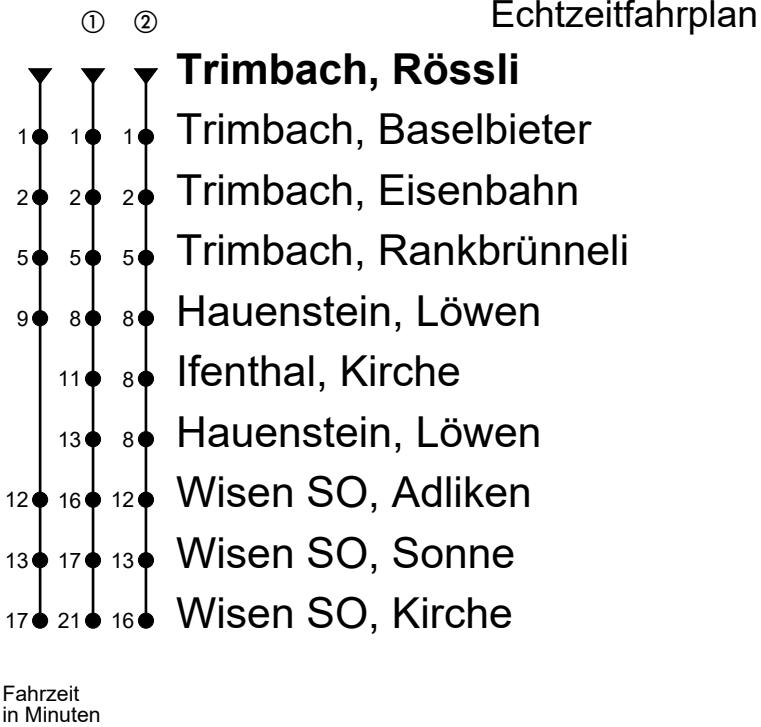 ① ② Echtzeitfahrplan
Trimbach, Rössli
1 1 1 Trimbach, Baselbieter
2 2 2 Trimbach, Eisenbahn
5 5 5 Trimbach, Rankbrünneli
9 8 8 Hauenstein, Löwen
11 8 Ifenthal, Kirche
13 8 Hauenstein, Löwen
12 16 12 Wisen SO, Adliken
13 17 13 Wisen SO, Sonne
17 21 16 Wisen SO, Kirche
Fahrzeit
in Minuten